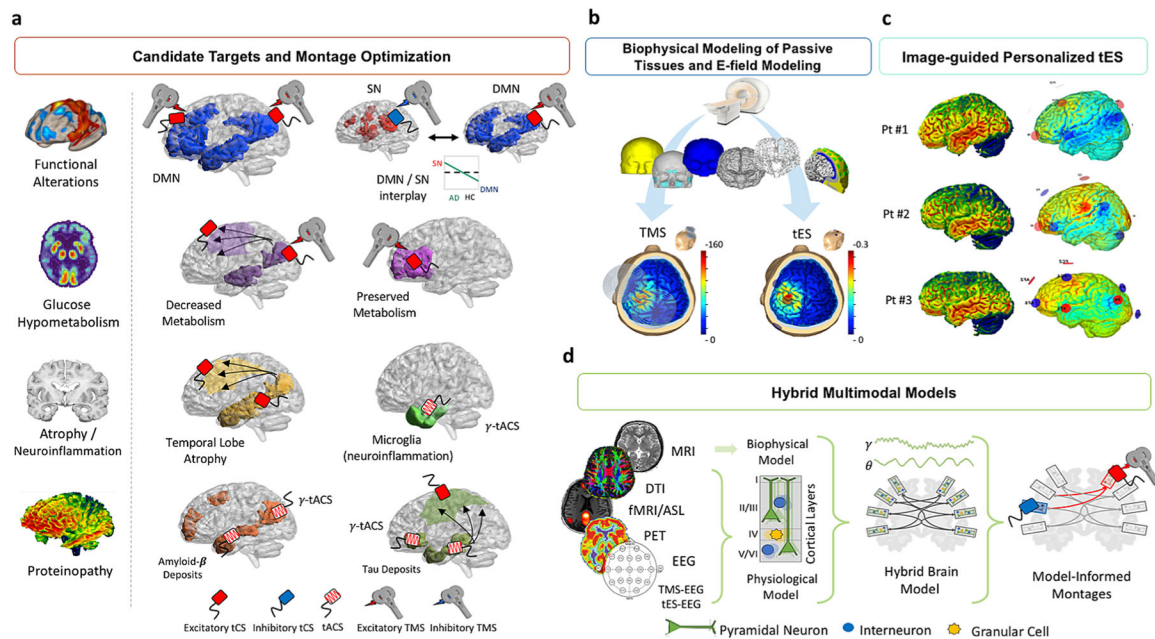 a
Candidate Targets and Montage Optimization
Functional
Alterations
DMN
SN
DMN
SN
DMN
AD
HC
DMN / SN
interplay
Glucose
Hypometabolism
Decreased
Metabolism
Preserved
Metabolism
Atrophy /
Neuroinflammation
Temporal Lobe
Atrophy
γ-tACS
Microglia
(neuroinflammation)
Proteinopathy
γ-tACS
Amyloid-β
Deposits
γ-tACS
Tau Deposits
Excitatory tCS
Inhibitory tCS
tACS
Excitatory TMS
Inhibitory TMS
b
Biophysical Modeling of Passive
Tissues and E-field Modeling
TMS
-160
- 0
tES
-0.3
- 0
c
Image-guided Personalized tES
Pt #1
Pt #2
Pt #3
d
Hybrid Multimodal Models
MRI
DTI
fMRI/ASL
PET
EEG
TMS-EEG
tES-EEG
Biophysical
Model
I
II/III
IV
V/VI
Cortical Layers
Physiological
Model
γ
θ
Hybrid Brain
Model
Model-Informed
Montages
Pyramidal Neuron
Interneuron
Granular Cell